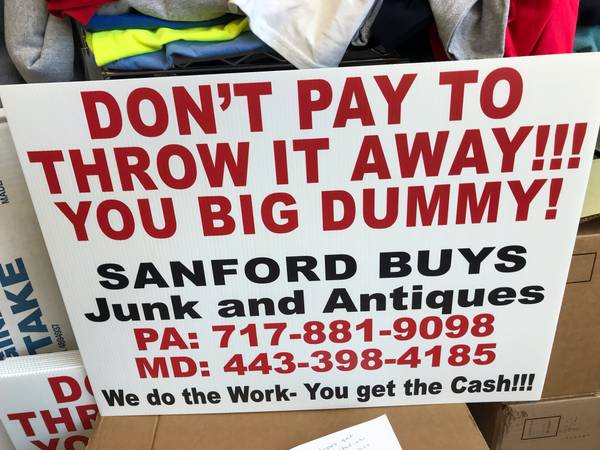 DON'T PAY TO
THROW IT AWAY!!!
YOU BIG DUMMY!
SANFORD BUYS
Junk and Antiques
PA: 717-881-9098
MD: 443-398-4185
We do the Work- You get the Cash!!!
TAKE